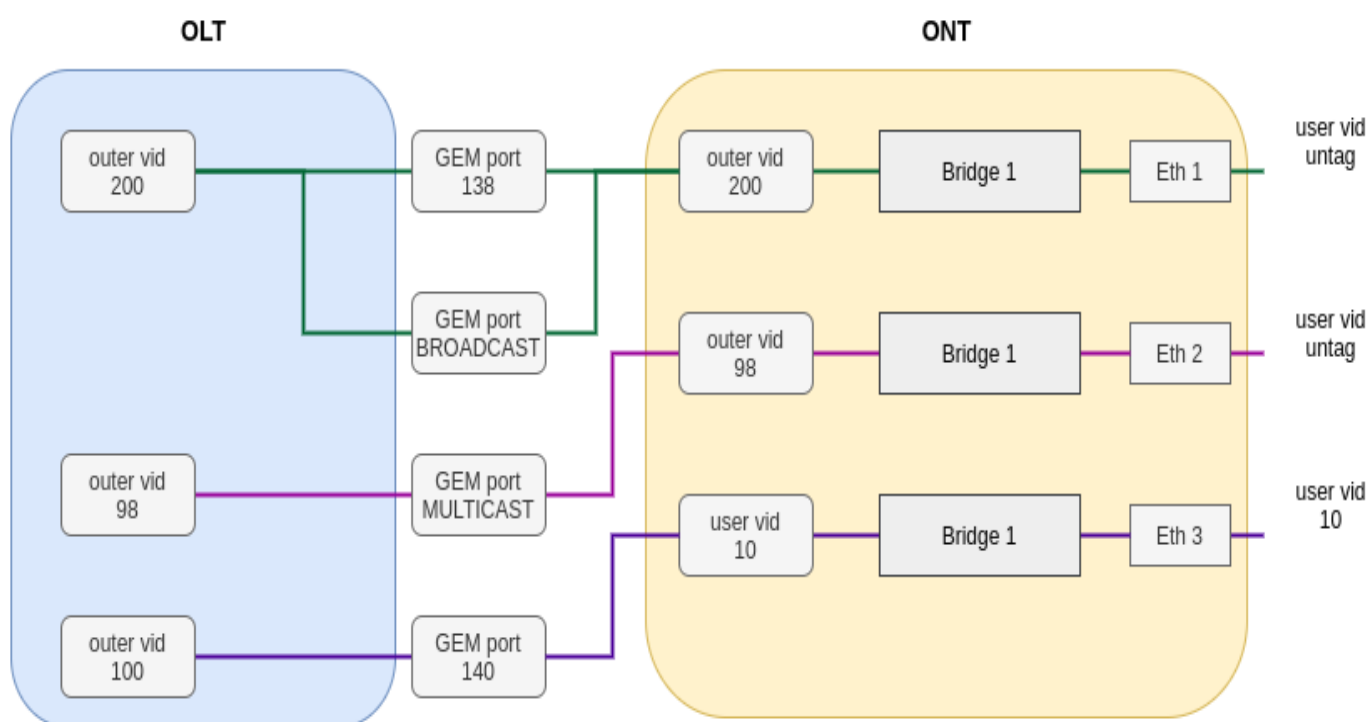 OLT
ONT
outer vid
200
GEM port
138
outer vid
200
Bridge 1
Eth 1
user vid
untag
GEM port
BROADCAST
outer vid
98
Bridge 1
Eth 2
user vid
untag
outer vid
98
GEM port
MULTICAST
user vid
10
Bridge 1
Eth 3
user vid
10
outer vid
100
GEM port
140